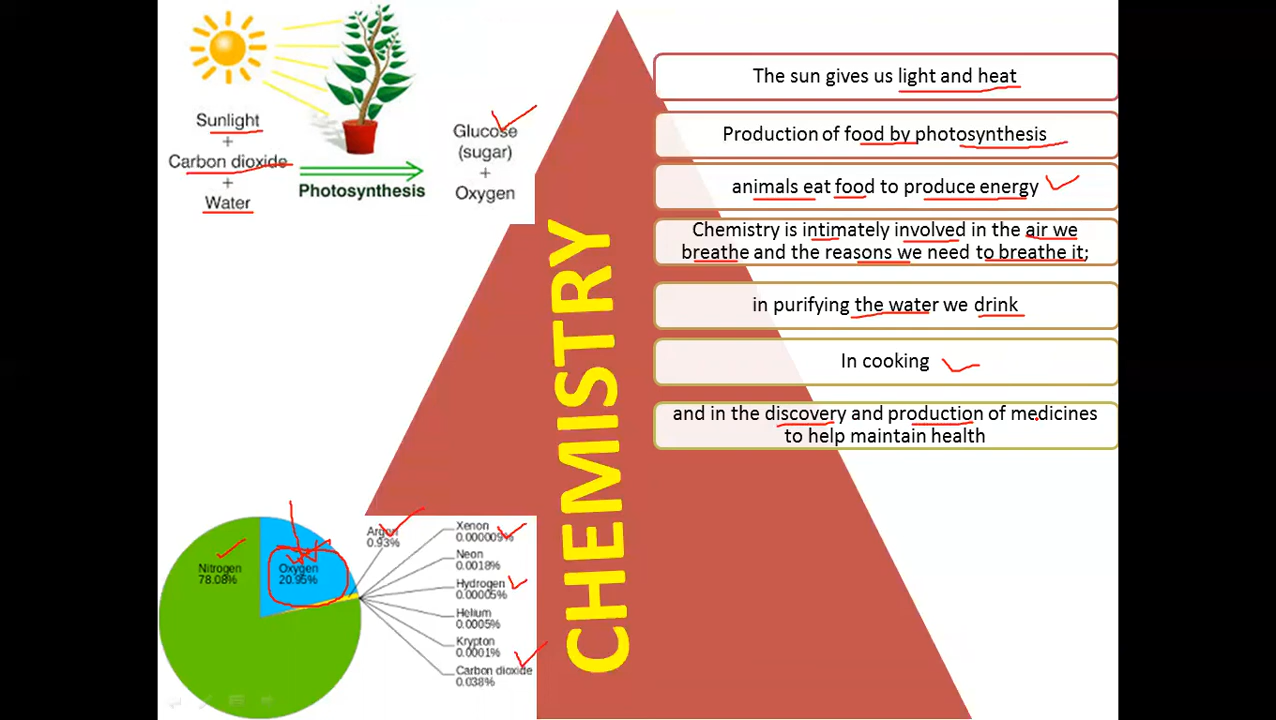 Sunlight
+
Carbon dioxide
+
Water
Photosynthesis
Glucose
(sugar)
+
Oxygen
CHEMISTRY
The sun gives us light and heat
Production of food by photosynthesis
animals eat food to produce energy
Chemistry is intimately involved in the air we
breathe and the reasons we need to breathe it;
in purifying the water we drink
In cooking
and in the discovery and production of medicines
to help maintain health
Nitrogen
78.08%
Oxygen
20.95%
Argon
0.93%
Xenon
0.000009%
Neon
0.0018%
Hydrogen
0.00005%
Helium
0.0005%
Krypton
0.0001%
Carbon dioxide
0.038%